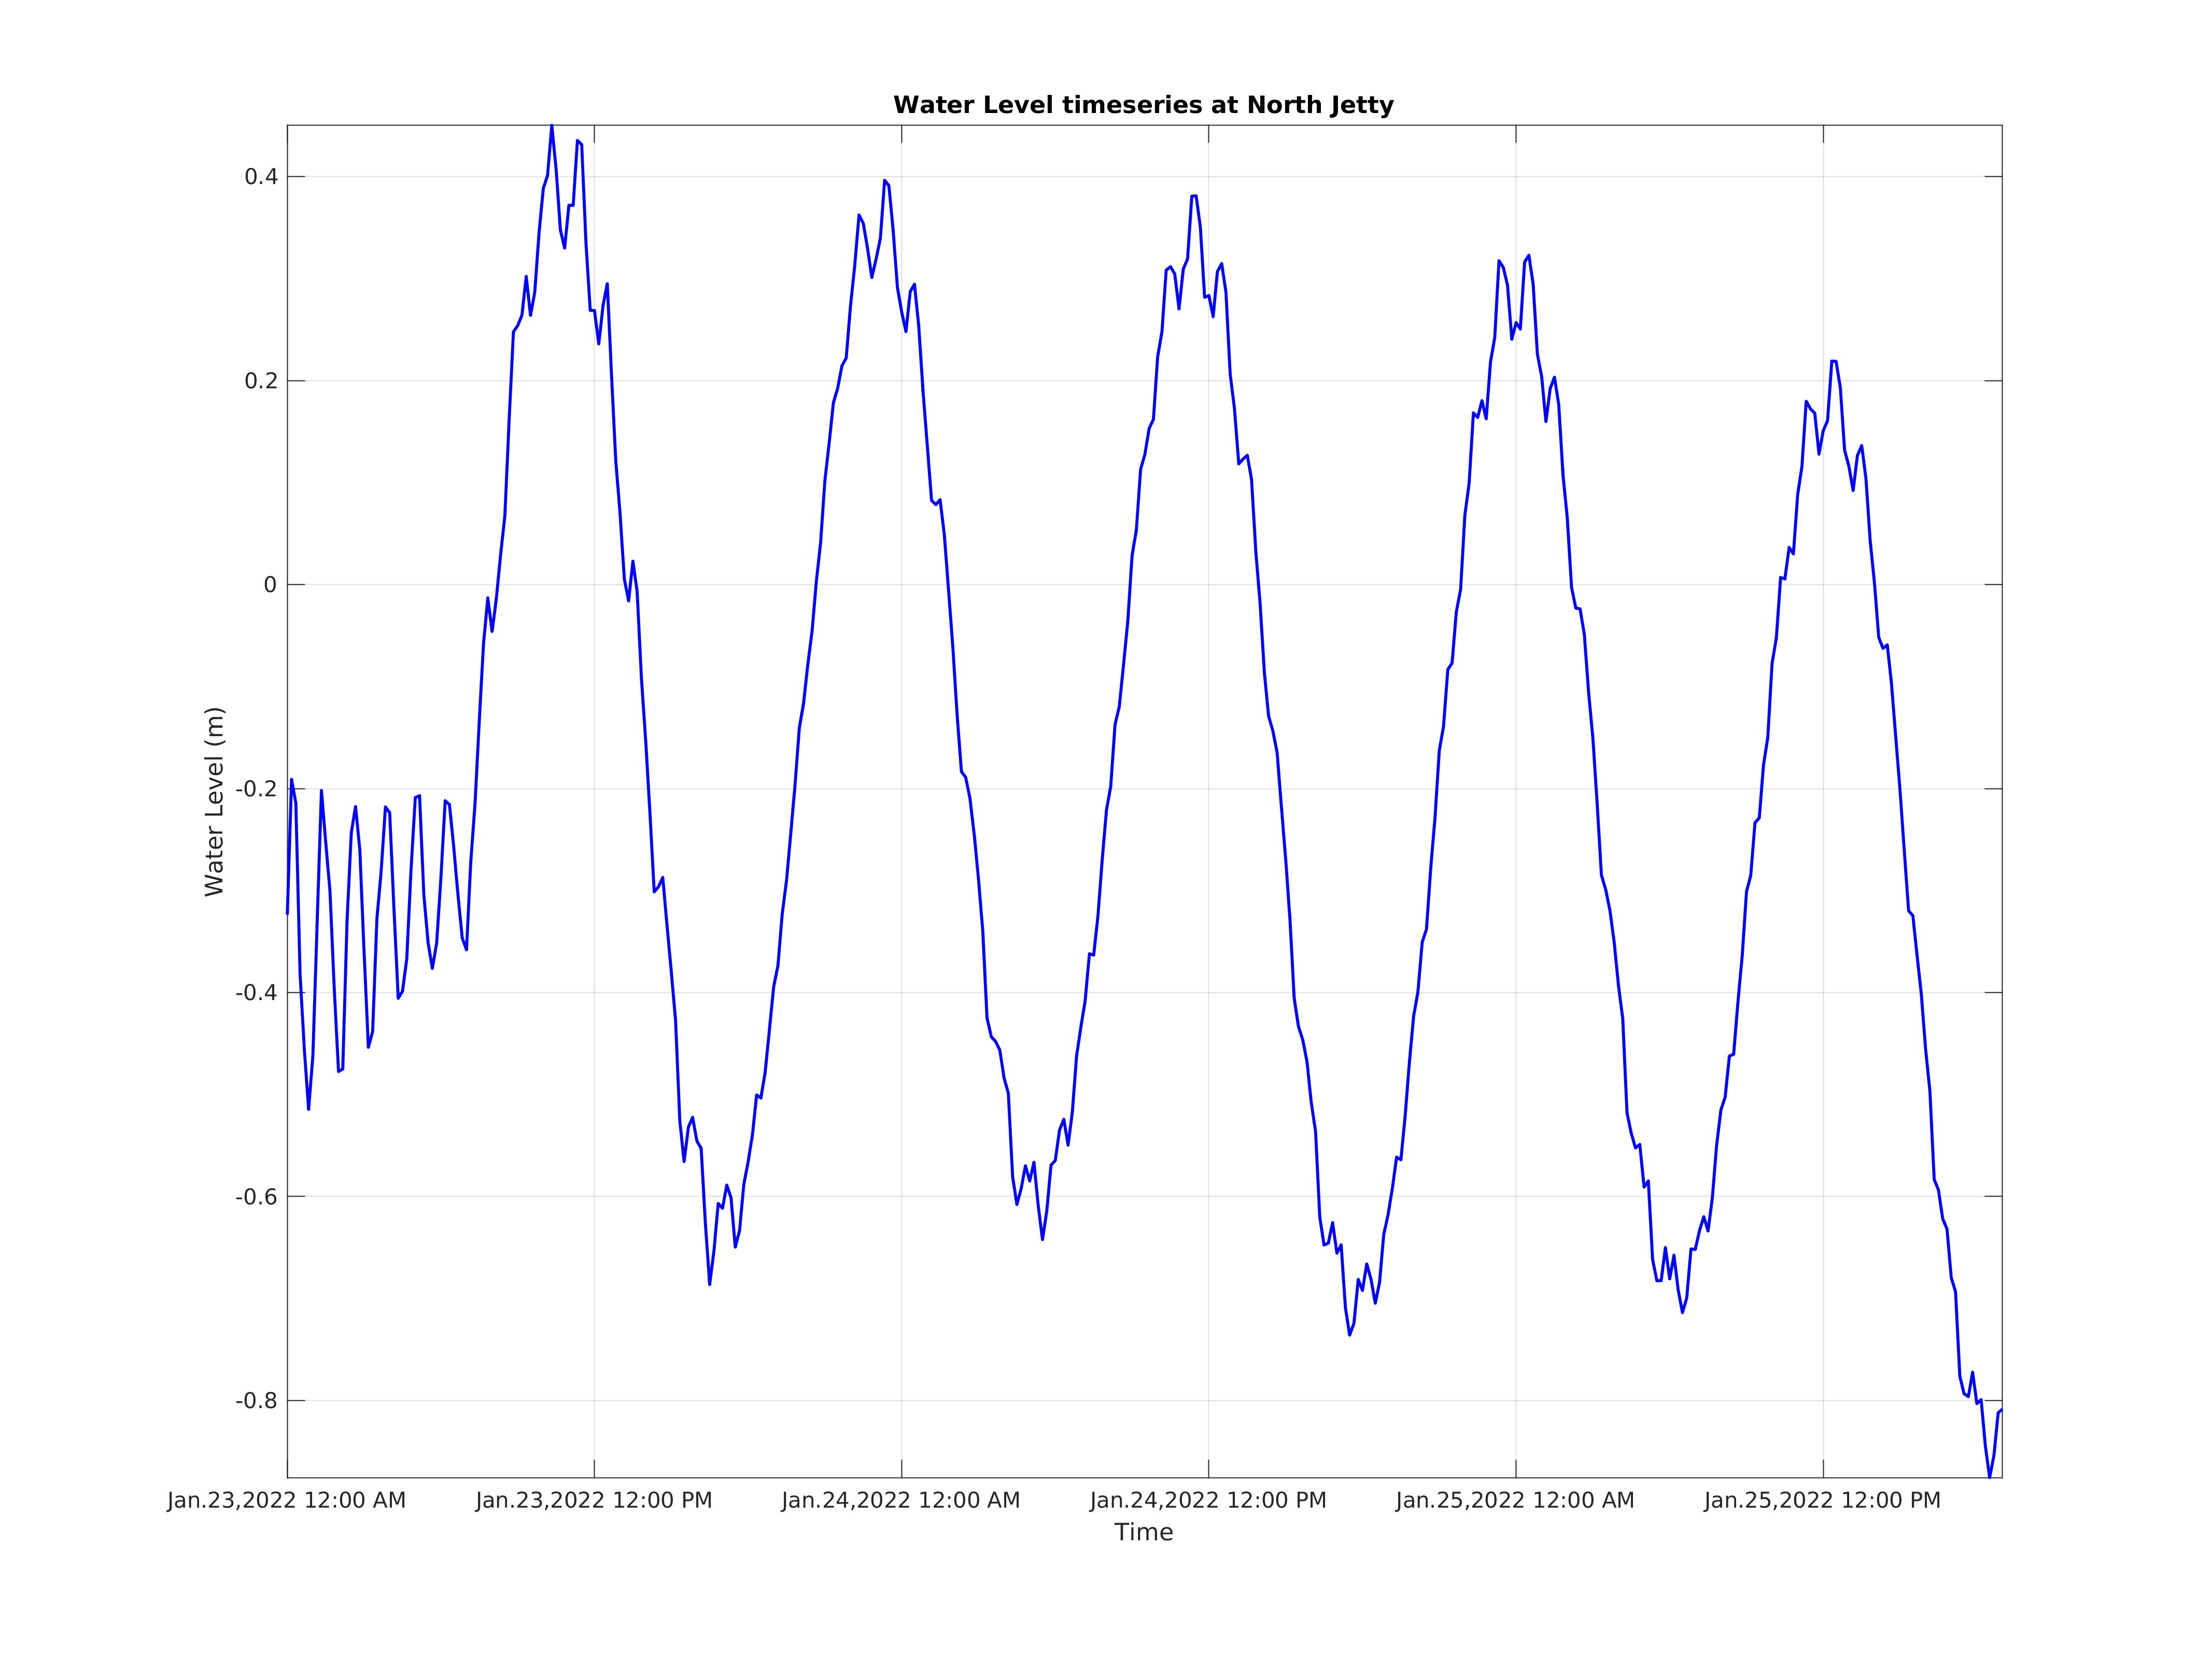 Water Level timeseries at North Jetty
0.4
0.2
0
-0.2
-0.4
-0.6
-0.8
Water Level (m)
Jan.23,2022 12:00 AM
Jan.23,2022 12:00 PM
Jan.24,2022 12:00 AM
Jan.24,2022 12:00 PM
Jan.25,2022 12:00 AM
Jan.25,2022 12:00 PM
Time